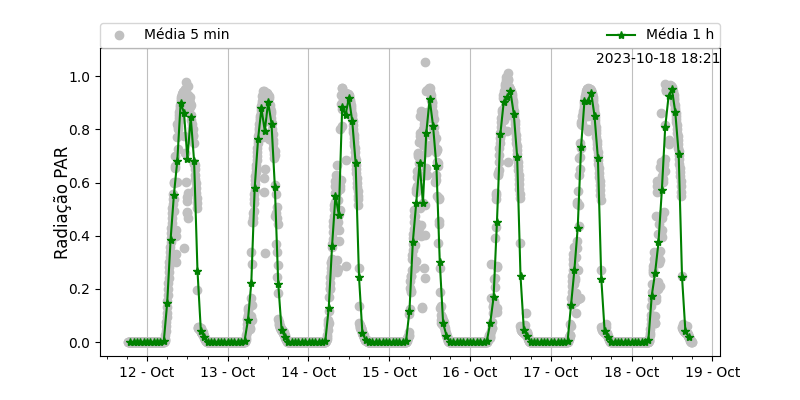 Média 5 min
Média 1 h
2023-10-18 18:21
Radiação PAR
1.0
0.8
0.6
0.4
0.2
0.0
12 - Oct
13 - Oct
14 - Oct
15 - Oct
16 - Oct
17 - Oct
18 - Oct
19 - Oct